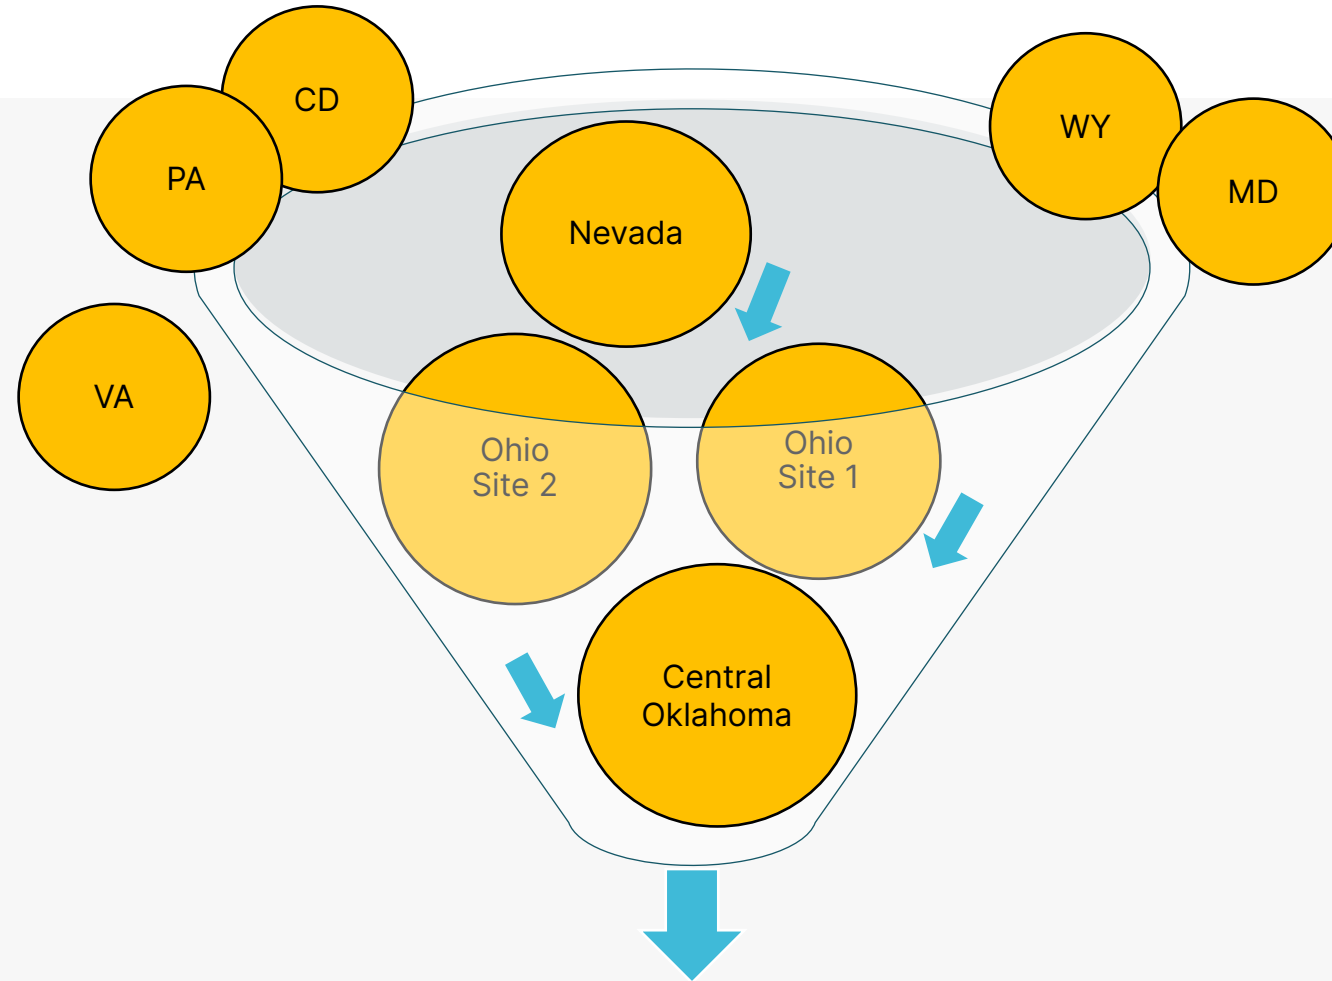 CD
WY
PA
MD
Nevada
VA
Ohio
Site 2
Ohio
Site 1
Central
Oklahoma